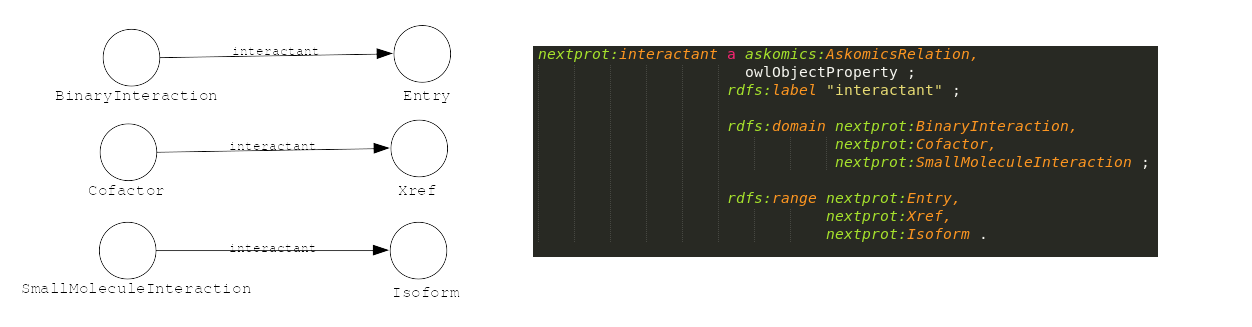 interactant
BinaryInteraction
Entry
interactant
Cofactor
Xref
interactant
SmallMoleculeInteraction
Isoform
nextprot:interactant a askomics:AskomicsRelation,
owlObjectProperty ;
rdfs:label "interactant" ;
rdfs:domain nextprot:BinaryInteraction,
nextprot:Cofactor,
nextprot:SmallMoleculeInteraction ;
rdfs:range nextprot:Entry,
nextprot:Xref,
nextprot:Isoform .